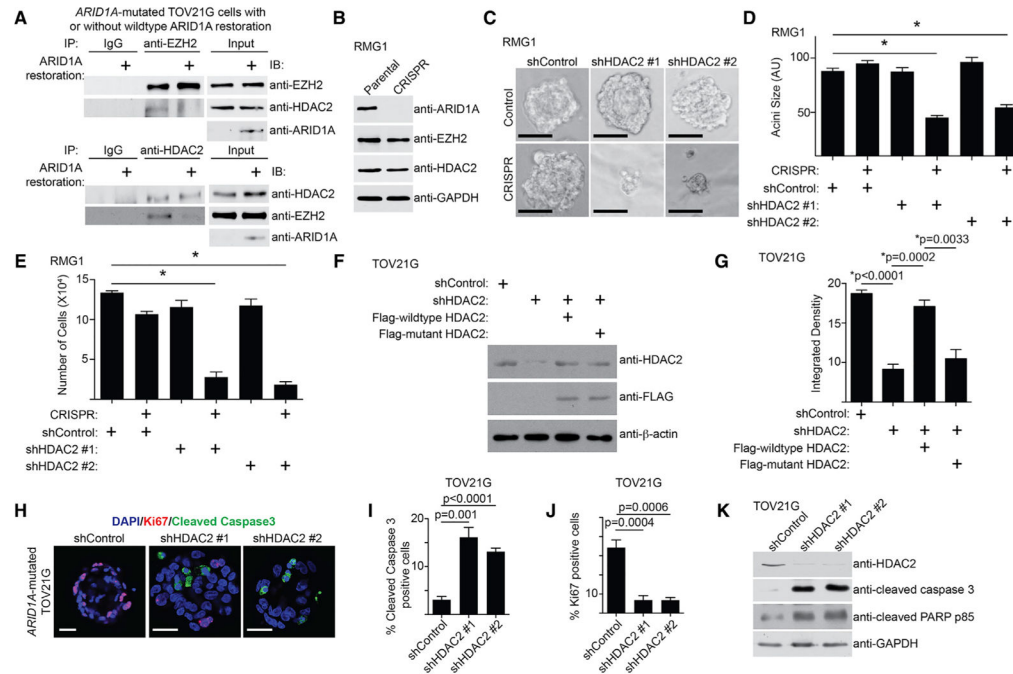 A
ARID1A-mutated TOV21G cells with
or without wildtype ARID1A restoration
IP: IgG anti-EZH2 Input
ARID1A
restoration: + + + IB:
anti-EZH2
anti-HDAC2
anti-ARID1A
IP: IgG anti-HDAC2 Input
ARID1A
restoration: + + + IB:
anti-HDAC2
anti-EZH2
anti-ARID1A
B
RMG1
Parental CRISPR
anti-ARID1A
anti-EZH2
anti-HDAC2
anti-GAPDH
C
RMG1
shControl shHDAC2 #1 shHDAC2 #2
Control
CRISPR
D
RMG1
*
*
Acini Size (AU)
100
50
CRISPR: + + +
shControl: + +
shHDAC2 #1: + +
shHDAC2 #2: + +
E
RMG1
*
*
Number of Cells (X10⁴)
15
10
5
0
CRISPR: + + +
shControl: + +
shHDAC2 #1: + +
shHDAC2 #2: + +
F
TOV21G
shControl: +
shHDAC2: + + +
Flag-wildtype HDAC2: +
Flag-mutant HDAC2: +
anti-HDAC2
anti-FLAG
anti-β-actin
G
TOV21G
*p=0.0033
*p=0.0002
*p<0.0001
Integrated Densitiy
20
10
shControl: +
shHDAC2: + + +
Flag-wildtype HDAC2: +
Flag-mutant HDAC2: +
H
DAPI/Ki67/Cleaved Caspase 3
shControl shHDAC2 #1 shHDAC2 #2
ARID1A-mutated
TOV21G
I
TOV21G
p<0.0001
p=0.001
% Cleaved Caspase 3
positive cells
20
15
10
5
0
shControl
shHDAC2 #1
shHDAC2 #2
J
TOV21G
p=0.0006
p=0.0004
% Ki67 positive cells
20
10
shControl
shHDAC2 #1
shHDAC2 #2
K
TOV21G
shControl
shHDAC2 #1
shHDAC2 #2
anti-HDAC2
anti-cleaved caspase 3
anti-cleaved PARP p85
anti-GAPDH